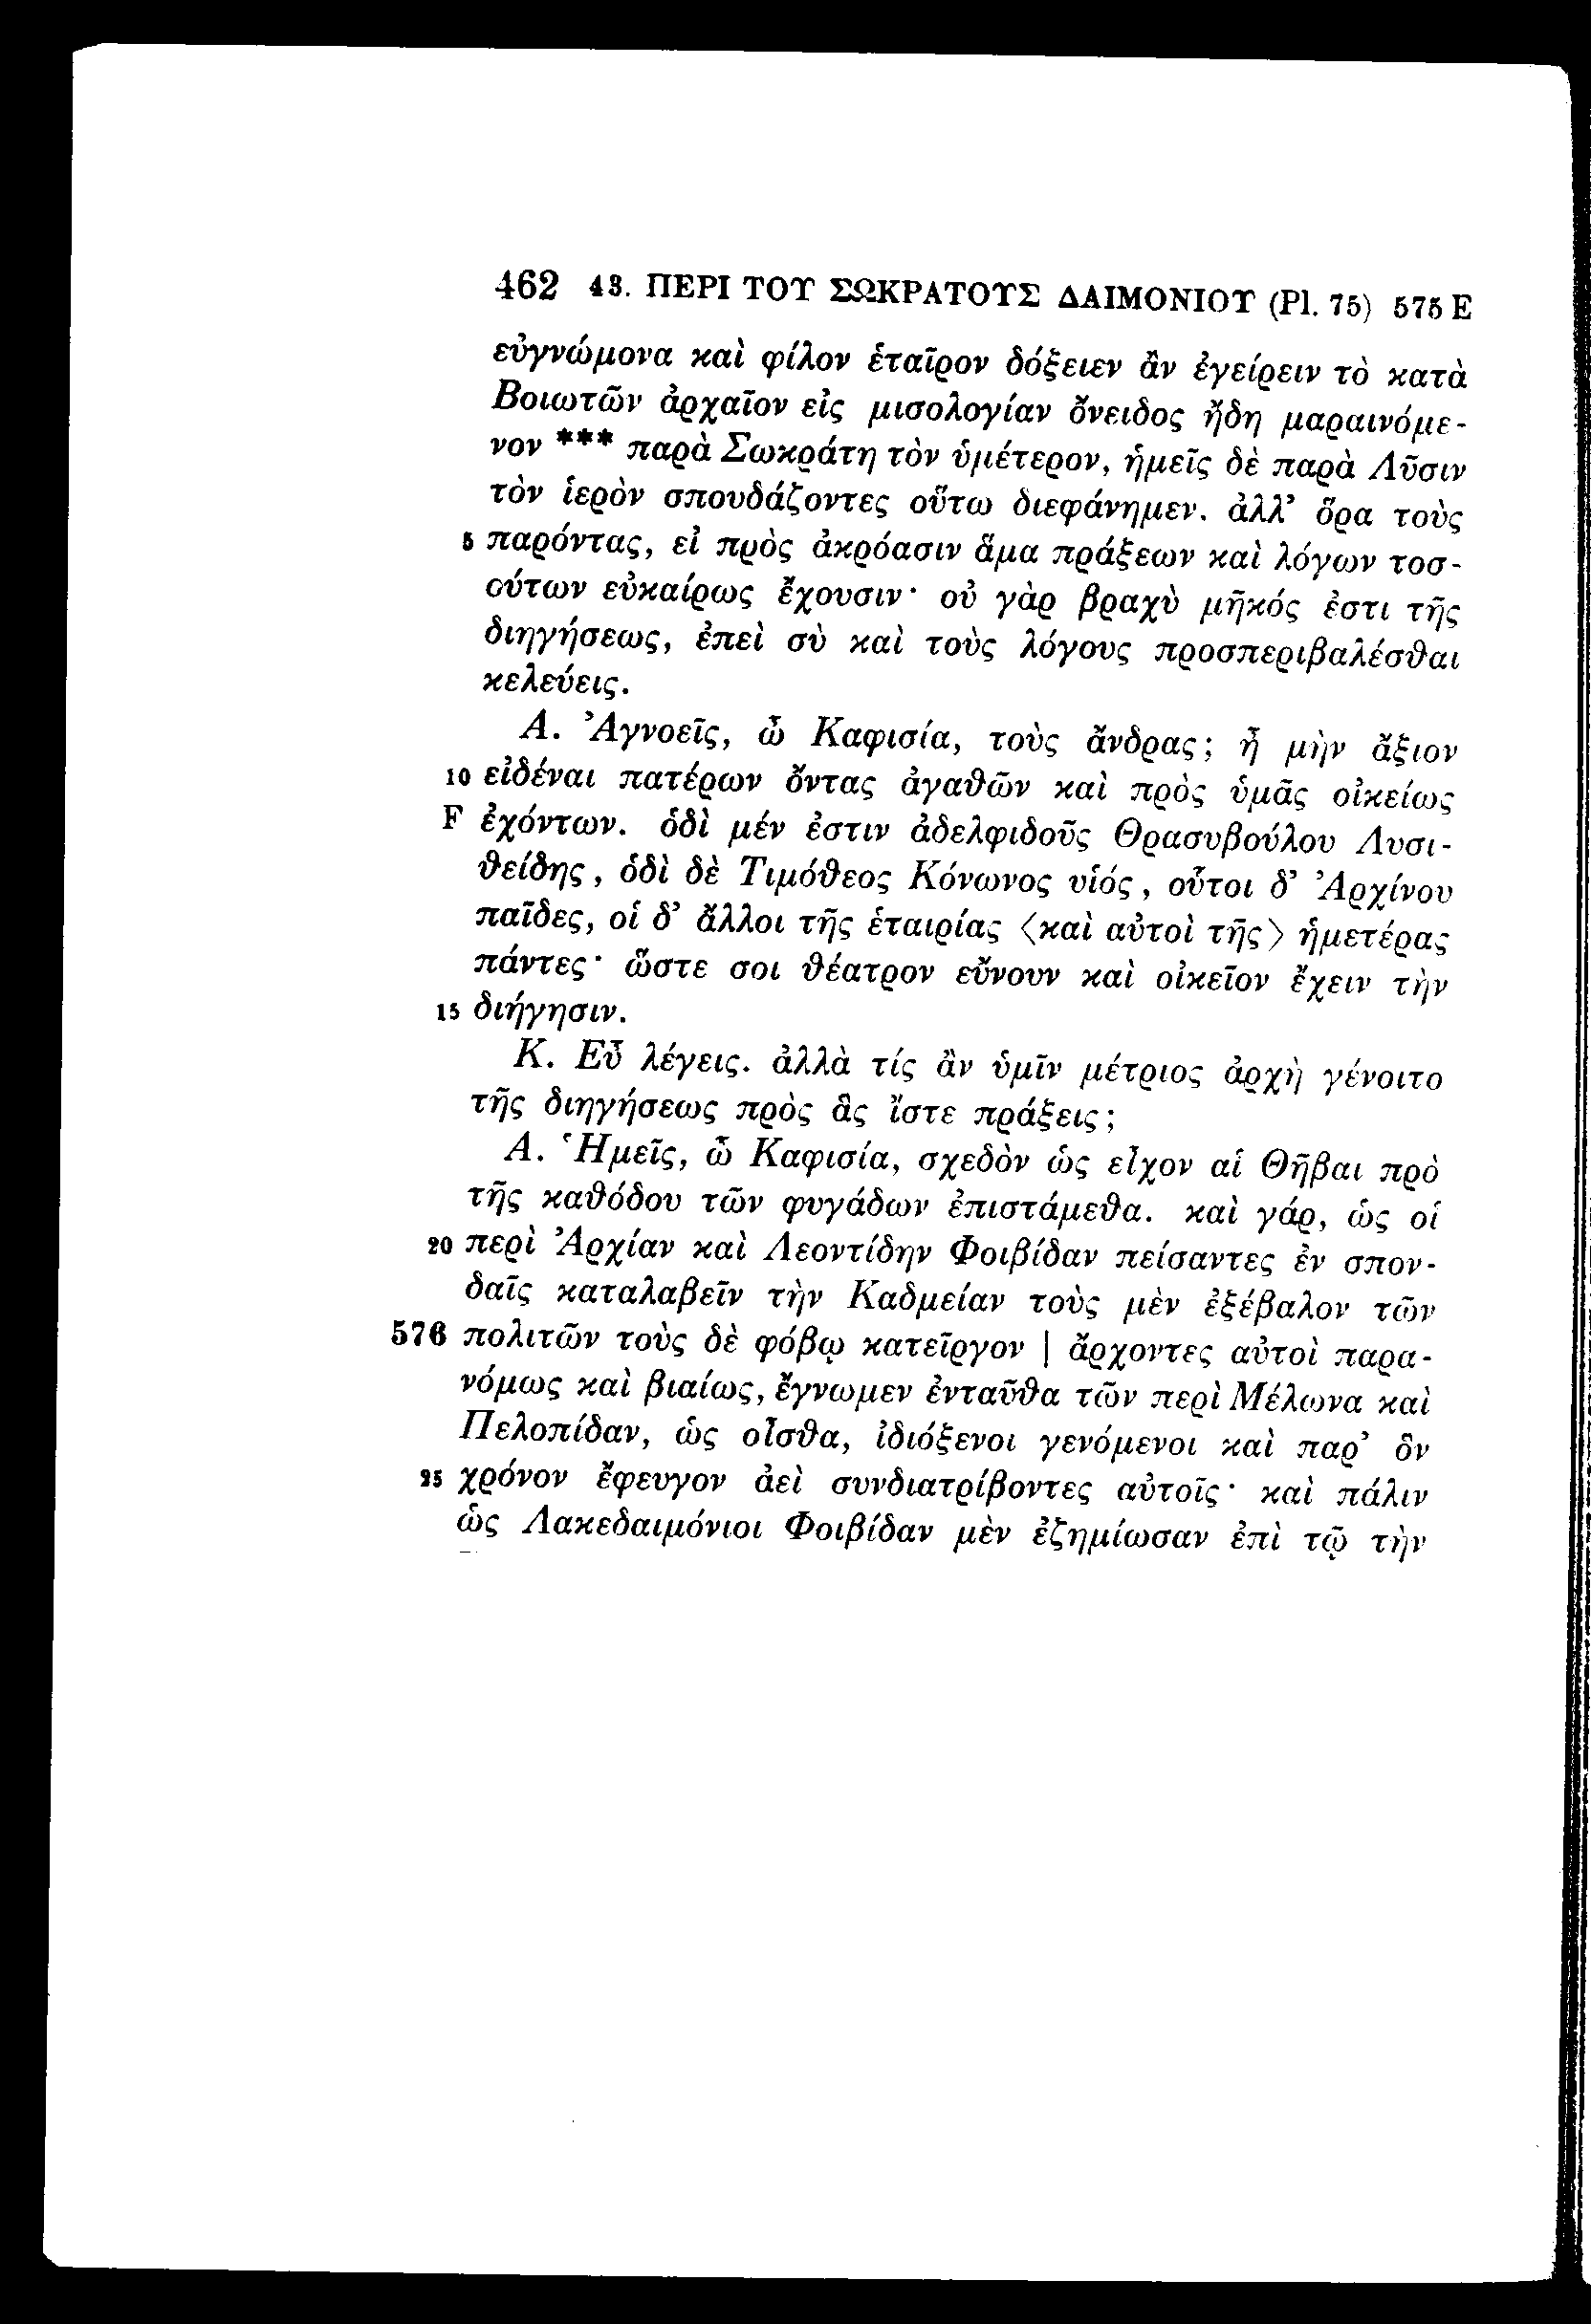 462 43. ΠΕΡΙ ΤΟΥ ΣΩΚΡΑΤΟΥΣ ΔΑΙΜΟΝΙΟΥ (Pl. 75) 575 E
εὐγνώμονα καὶ φίλον ἑταῖρον δόξειεν ἂν ἐγείρειν τὸ κατὰ
Βοιωτῶν ἀρχαῖον εἰς μισολογίαν ὄνειδος ἤδη μαραινόμε-
νον *** παρὰ Σωκράτη τὸν ὑμέτερον, ἡμεῖς δὲ παρὰ Λῦσιν
τὸν ἱερὸν σπουδάζοντες οὕτω διεφάνημεν. ἀλλ’ ὅρα τοὺς
5 παρόντας, εἰ πρὸς ἀκρόασιν ἅμα πράξεων καὶ λόγων τοσ-
ούτων εὐκαίρως ἔχουσιν· οὐ γὰρ βραχὺ μῆκός ἐστι τῆς
διηγήσεως, ἐπεὶ σὺ καὶ τοὺς λόγους προσπεριβαλέσθαι
κελεύεις.
Α. Ἀγνοεῖς, ὦ Καφισία, τοὺς ἄνδρας; ἦ μὴν ἄξιον
10 εἰδέναι πατέρων ὄντας ἀγαθῶν καὶ πρὸς ὑμᾶς οἰκείως
F ἐχόντων. ὁδὶ μέν ἐστιν ἀδελφιδοῦς Θρασυβούλου Λυσι-
θείδης, ὁδὶ δὲ Τιμόθεος Κόνωνος υἱός, οὗτοι δ’ Ἀρχίνου
παῖδες, οἱ δ’ ἄλλοι τῆς ἑταιρίας <καὶ αὐτοὶ τῆς> ἡμετέρας
πάντες· ὥστε σοι θέατρον εὔνουν καὶ οἰκεῖον ἔχειν τὴν
15 διήγησιν.
Κ. Εὖ λέγεις. ἀλλὰ τίς ἂν ὑμῖν μέτριος ἀρχὴ γένοιτο
τῆς διηγήσεως πρὸς ἃς ἴστε πράξεις;
Α. Ἡμεῖς, ὦ Καφισία, σχεδὸν ὡς εἶχον αἱ Θῆβαι πρὸ
τῆς καθόδου τῶν φυγάδων ἐπιστάμεθα. καὶ γάρ, ὡς οἱ
20 περὶ Ἀρχίαν καὶ Λεοντίδην Φοιβίδαν πείσαντες ἐν σπον-
δαῖς καταλαβεῖν τὴν Καδμείαν τοὺς μὲν ἐξέβαλον τῶν
576 πολιτῶν τοὺς δὲ φόβῳ κατεῖργον | ἄρχοντες αὐτοὶ παρα-
νόμως καὶ βιαίως, ἔγνωμεν ἐνταῦθα τῶν περὶ Μέλωνα καὶ
Πελοπίδαν, ὡς οἶσθα, ἰδιόξενοι γενόμενοι καὶ παρ’ ὃν
25 χρόνον ἔφευγον ἀεὶ συνδιατρίβοντες αὐτοῖς· καὶ πάλιν
ὡς Λακεδαιμόνιοι Φοιβίδαν μὲν ἐζημίωσαν ἐπὶ τῷ τὴν